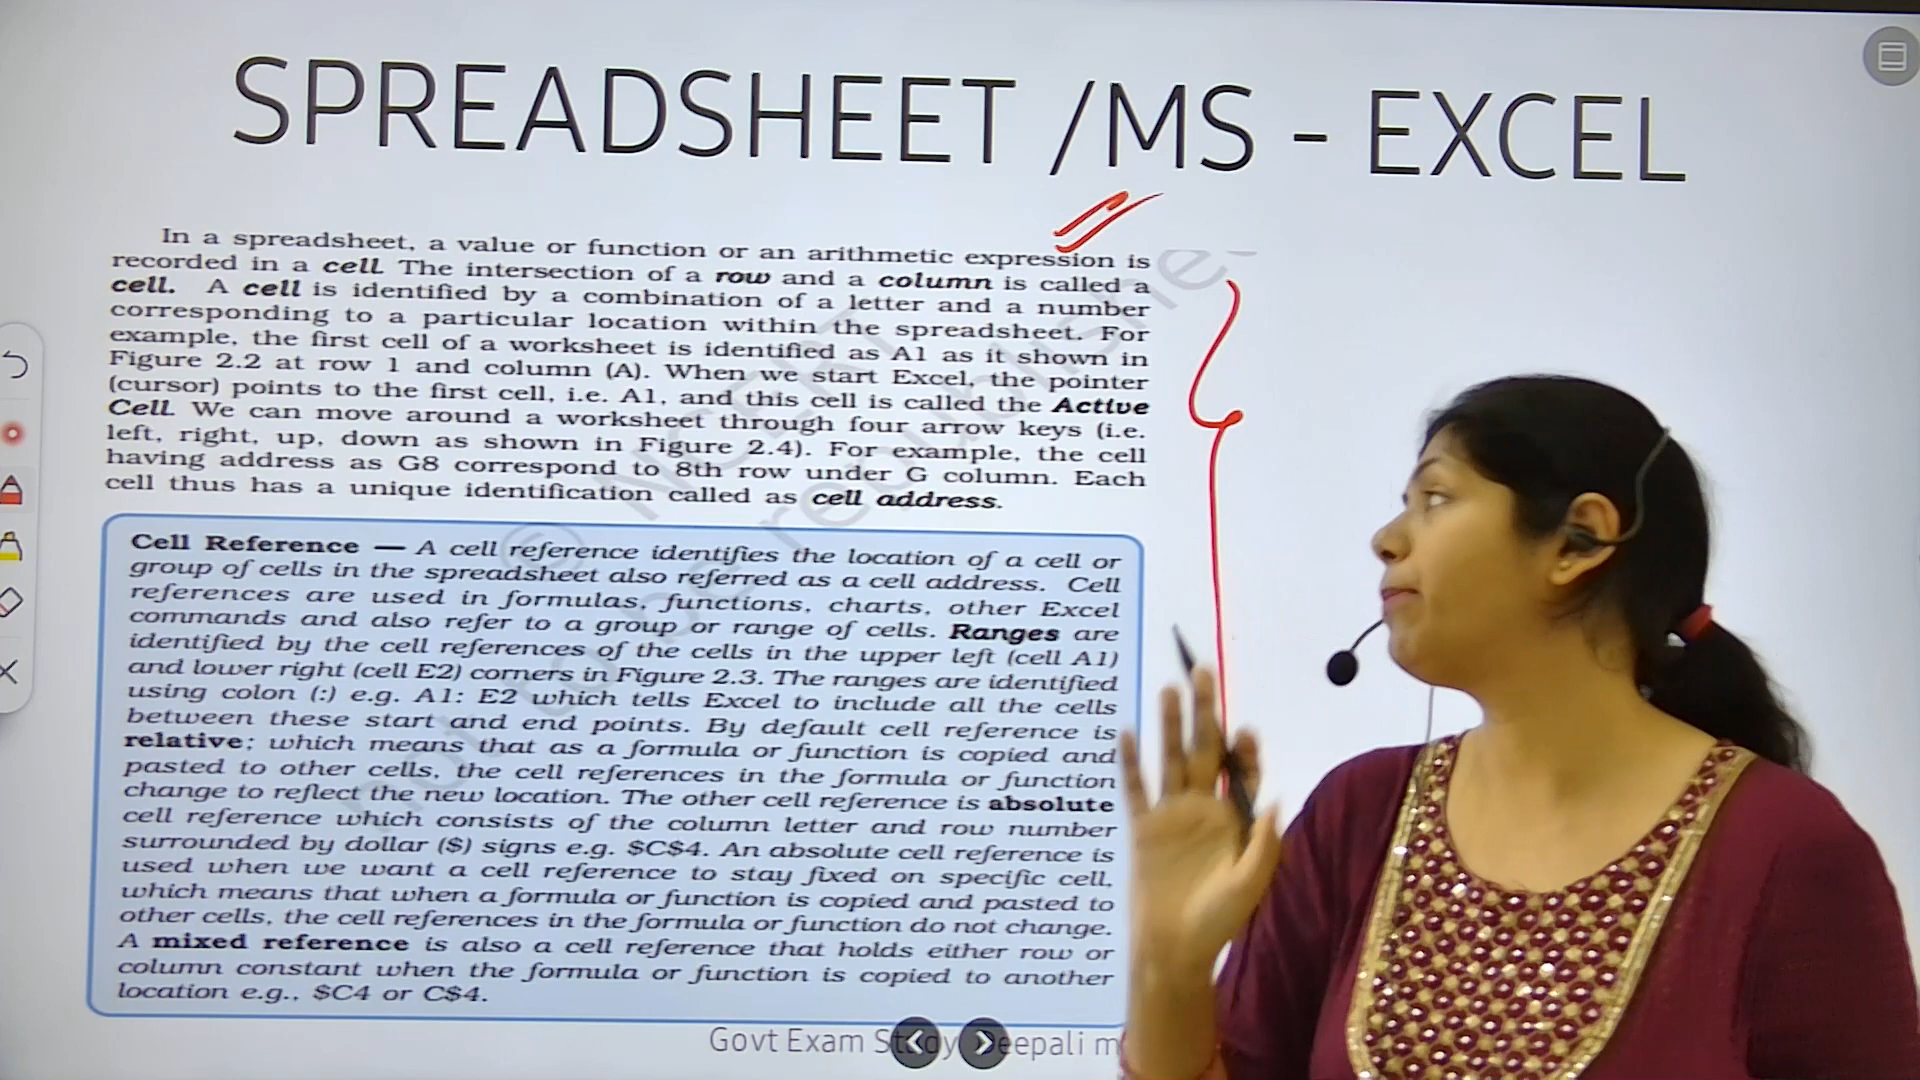 SPREADSHEET /MS - EXCEL
In a spreadsheet, a value or function or an arithmetic expression is
recorded in a cell. The intersection of a row and a column is called a
cell. A cell is identified by a combination of a letter and a number
corresponding to a particular location within the spreadsheet. For
example, the first cell of a worksheet is identified as A1 as it shown in
Figure 2.2 at row 1 and column (A). When we start Excel, the pointer
(cursor) points to the first cell, i.e. A1, and this cell is called the Active
Cell. We can move around a worksheet through four arrow keys (i.e.
left, right, up, down as shown in Figure 2.4). For example, the cell
having address as G8 correspond to 8th row under G column. Each
cell thus has a unique identification called as cell address.
Cell Reference — A cell reference identifies the location of a cell or
group of cells in the spreadsheet also referred as a cell address. Cell
references are used in formulas, functions, charts, other Excel
commands and also refer to a group or range of cells. Ranges are
identified by the cell references of the cells in the upper left (cell A1)
and lower right (cell E2) corners in Figure 2.3. The ranges are identified
using colon (:) e.g. A1: E2 which tells Excel to include all the cells
between these start and end points. By default cell reference is
relative; which means that as a formula or function is copied and
pasted to other cells, the cell references in the formula or function
change to reflect the new location. The other cell reference is absolute
cell reference which consists of the column letter and row number
surrounded by dollar ($) signs e.g. $C$4. An absolute cell reference is
used when we want a cell reference to stay fixed on specific cell,
which means that when a formula or function is copied and pasted to
other cells, the cell references in the formula or function do not change.
A mixed reference is also a cell reference that holds either row or
column constant when the formula or function is copied to another
location e.g., $C4 or C$4.
© NCERT
be republishe
Govt Exam